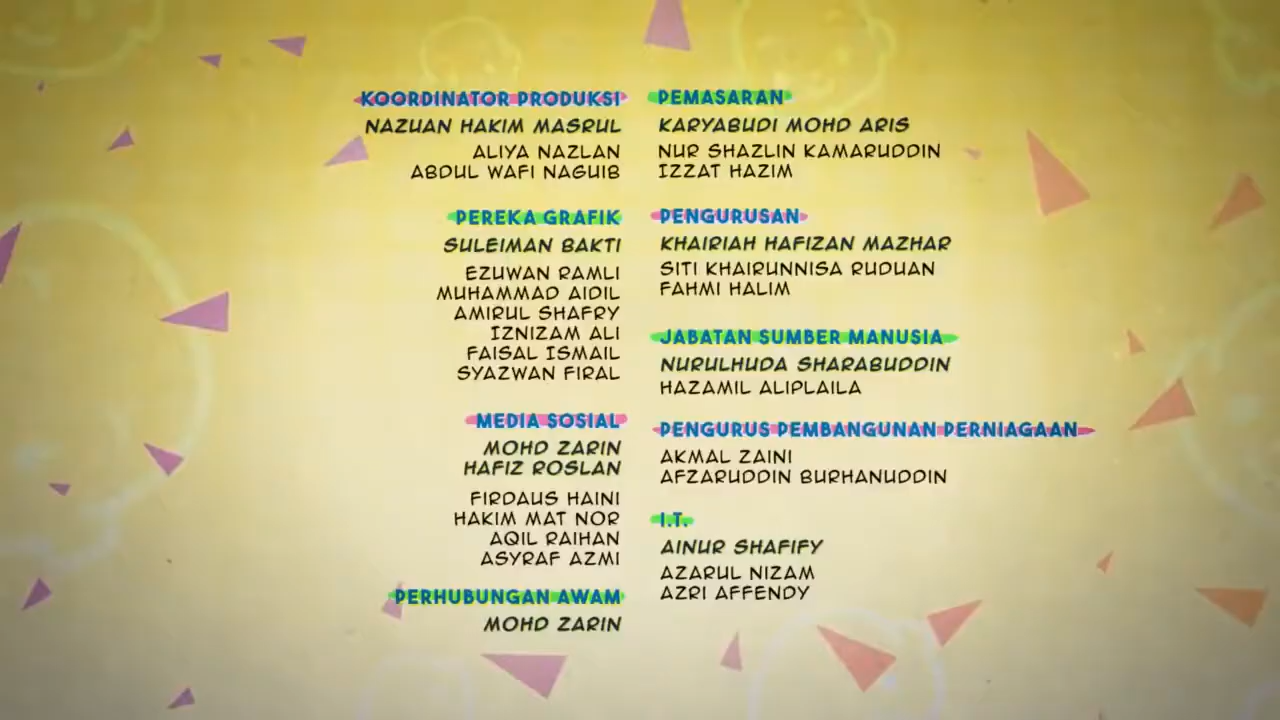 KOORDINATOR PRODUKSI
NAZUAN HAKIM MASRUL
ALIYA NAZLAN
ABDUL WAFI NAGUIB
PEREKA GRAFIK
SULEIMAN BAKTI
EZUWAN RAMLI
MUHAMMAD AIDIL
AMIRUL SHAFRY
IZNIZAM ALI
FAISAL ISMAIL
SYAZWAN FIRAL
MEDIA SOSIAL
MOHD ZARIN
HAFIZ ROSLAN
FIRDAUS HAINI
HAKIM MAT NOR
AQIL RAIHAN
ASYRAF AZMI
PERHUBUNGAN AWAM
MOHD ZARIN
PEMASARAN
KARYABUDI MOHD ARIS
NUR SHAZLIN KAMARUDDIN
IZZAT HAZIM
PENGURUSAN
KHAIRIAH HAFIZAN MAZHAR
SITI KHAIRUNNISA RUDUAN
FAHMI HALIM
JABATAN SUMBER MANUSIA
NURULHUDA SHARABUDDIN
HAZAMIL ALIPLAILA
PENGURUS PEMBANGUNAN PERNIAGAAN
AKMAL ZAINI
AFZARUDDIN BURHANUDDIN
I.T.
AINUR SHAFIFY
AZARUL NIZAM
AZRI AFFENDY